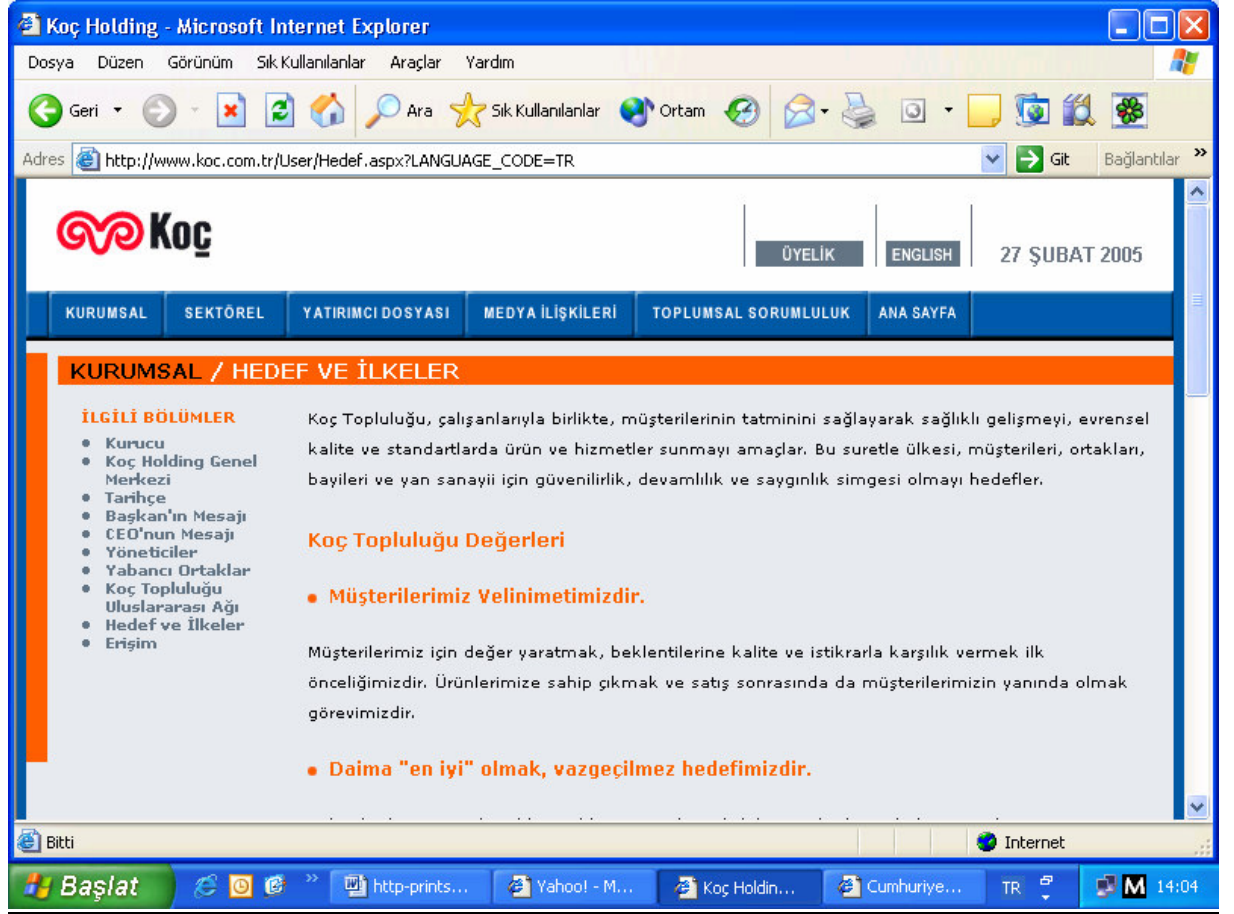 Koç Holding - Microsoft Internet Explorer
Dosya Düzen Görünüm Sık Kullanılanlar Araçlar Yardım
Geri Ara Sık Kullanılanlar Ortam
Adres http://www.koc.com.tr/User/Hedef.aspx?LANGUAGE_CODE=TR Git Bağlantılar »
Koç
ÜYELİK ENGLISH 27 ŞUBAT 2005
KURUMSAL SEKTÖREL YATIRIMCI DOSYASI MEDYA İLİŞKİLERİ TOPLUMSAL SORUMLULUK ANA SAYFA
KURUMSAL / HEDEF VE İLKELER
İLGİLİ BÖLÜMLER
• Kurucu
• Koç Holding Genel
Merkezi
• Tarihçe
• Başkan'ın Mesajı
• CEO'nun Mesajı
• Yöneticiler
• Yabancı Ortaklar
• Koç Topluluğu
Uluslararası Ağı
• Hedef ve İlkeler
• Erişim
Koç Topluluğu, çalışanlarıyla birlikte, müşterilerinin tatminini sağlayarak sağlıklı gelişmeyi, evrensel
kalite ve standartlarda ürün ve hizmetler sunmayı amaçlar. Bu suretle ülkesi, müşterileri, ortakları,
bayileri ve yan sanayii için güvenilirlik, devamlılık ve saygınlık simgesi olmayı hedefler.
Koç Topluluğu Değerleri
• Müşterilerimiz Velinimetimizdir.
Müşterilerimiz için değer yaratmak, beklentilerine kalite ve istikrarla karşılık vermek ilk
önceliğimizdir. Ürünlerimize sahip çıkmak ve satış sonrasında da müşterilerimizin yanında olmak
görevimizdir.
• Daima "en iyi" olmak, vazgeçilmez hedefimizdir.
Bitti Internet
Başlat » http-prints... Yahoo! - M... Koç Holdin... Cumhuriye... TR M 14:04